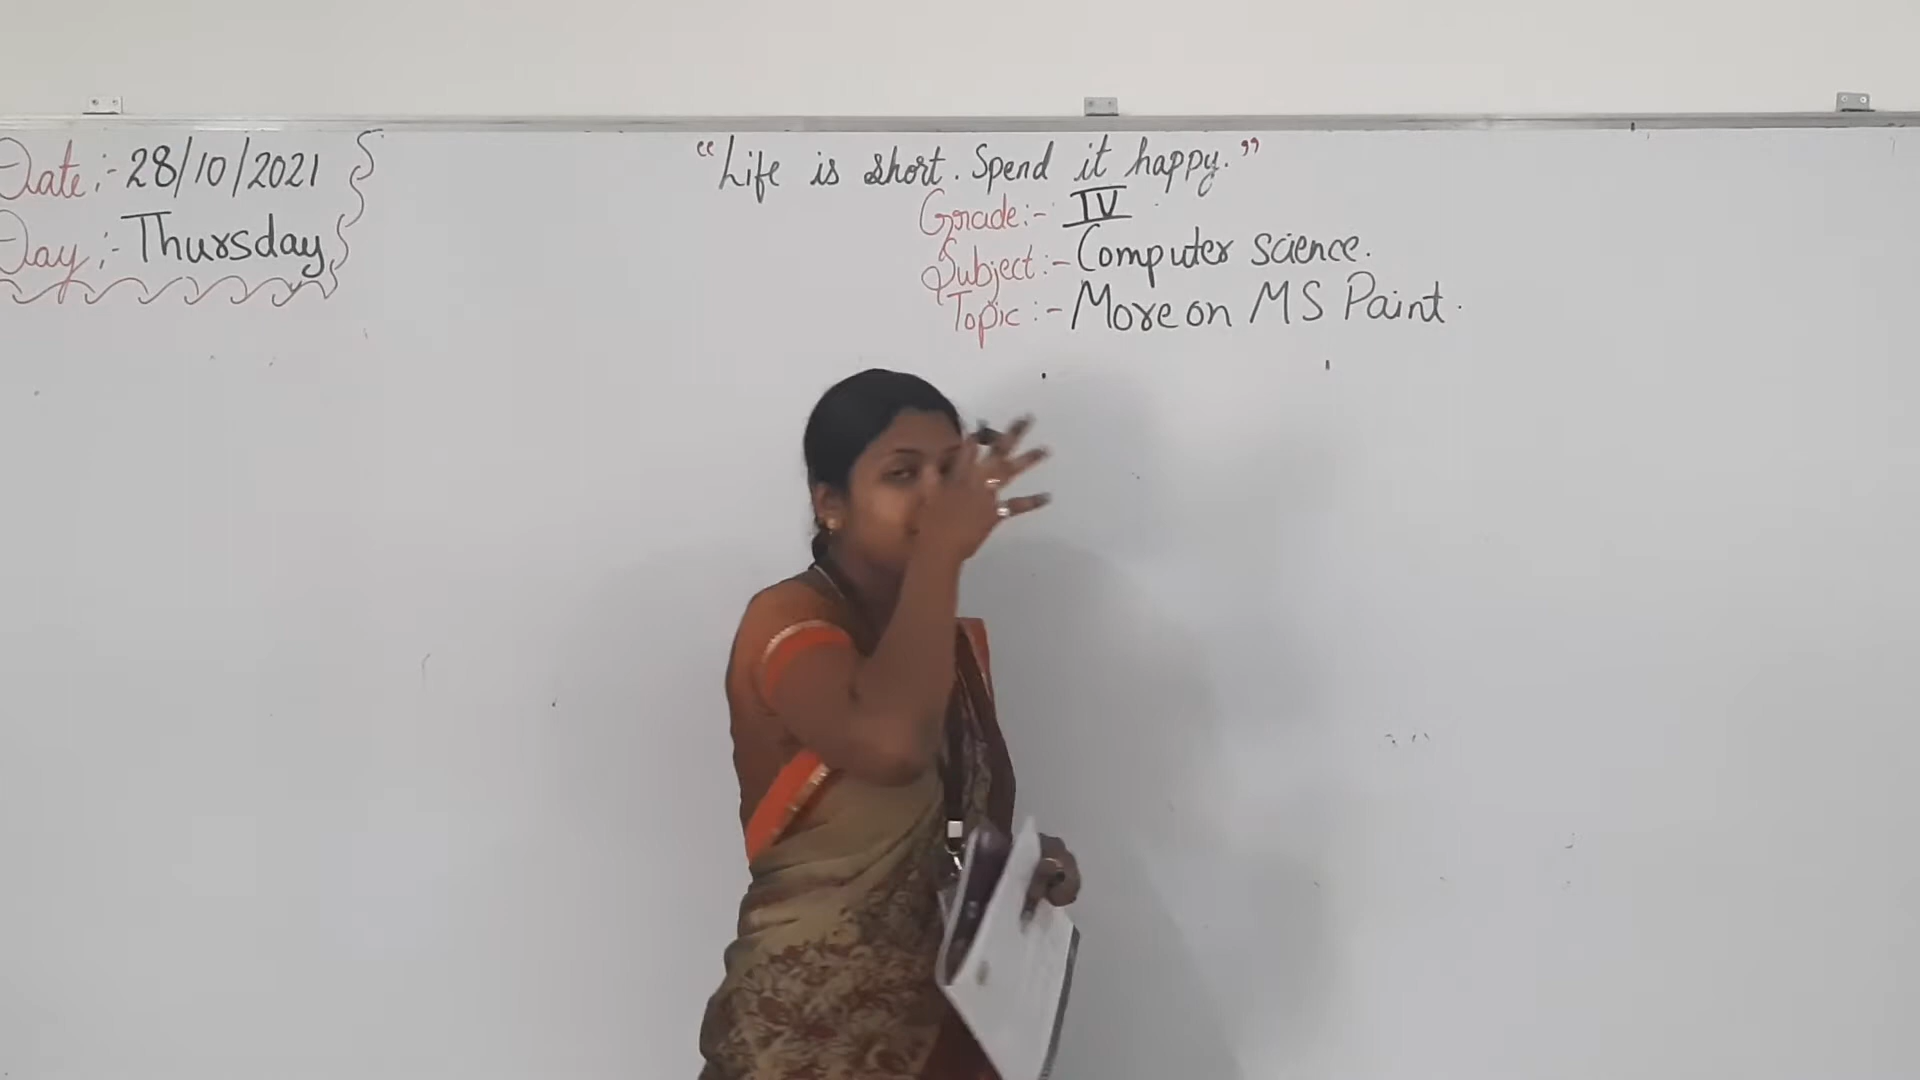 Date:- 28/10/2021
Day:- Thursday
"Life is short. Spend it happy."
Grade:- IV
Subject:- Computer science.
Topic:- More on MS Paint.